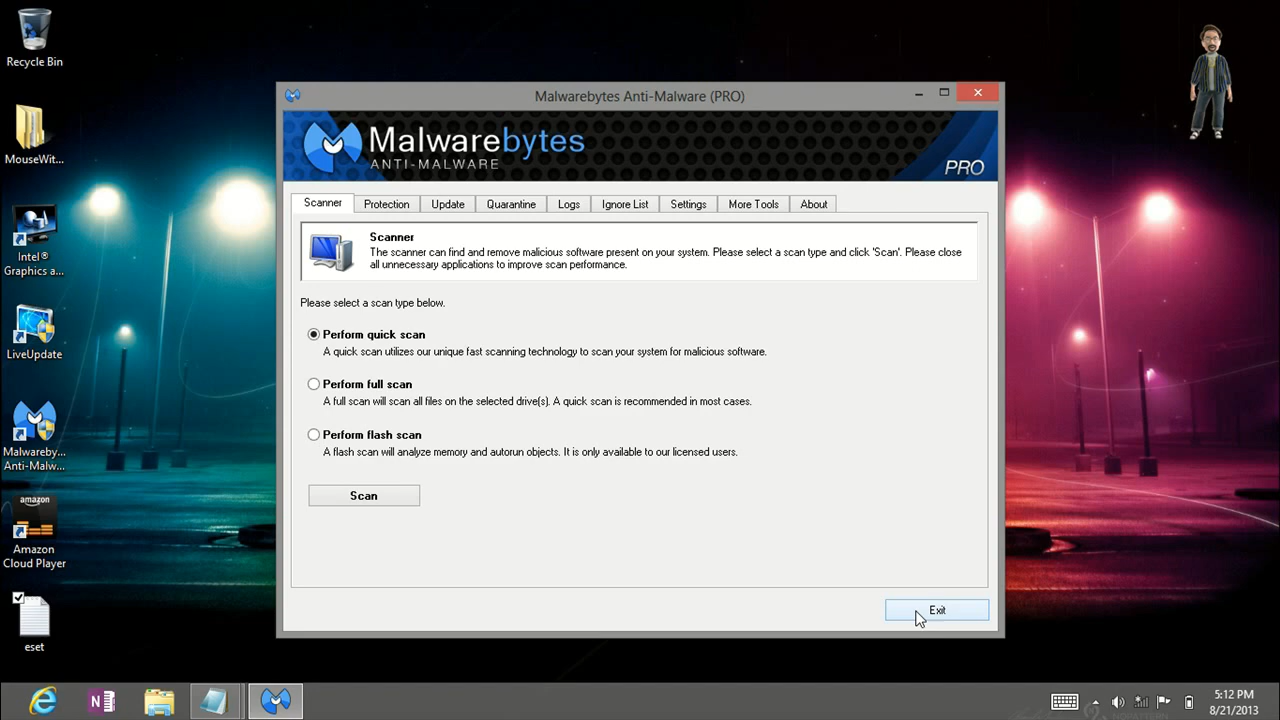 Recycle Bin
MouseWit...
Intel®
Graphics a...
LiveUpdate
Malwareby...
Anti-Malw...
amazon
Amazon
Cloud Player
eset
Malwarebytes Anti-Malware (PRO)
Malwarebytes
ANTI-MALWARE
PRO
Scanner Protection Update Quarantine Logs Ignore List Settings More Tools About
Scanner
The scanner can find and remove malicious software present on your system. Please select a scan type and click 'Scan'. Please close
all unnecessary applications to improve scan performance.
Please select a scan type below.
Perform quick scan
A quick scan utilizes our unique fast scanning technology to scan your system for malicious software.
Perform full scan
A full scan will scan all files on the selected drive(s). A quick scan is recommended in most cases.
Perform flash scan
A flash scan will analyze memory and autorun objects. It is only available to our licensed users.
Scan
Exit
N
5:12 PM
8/21/2013